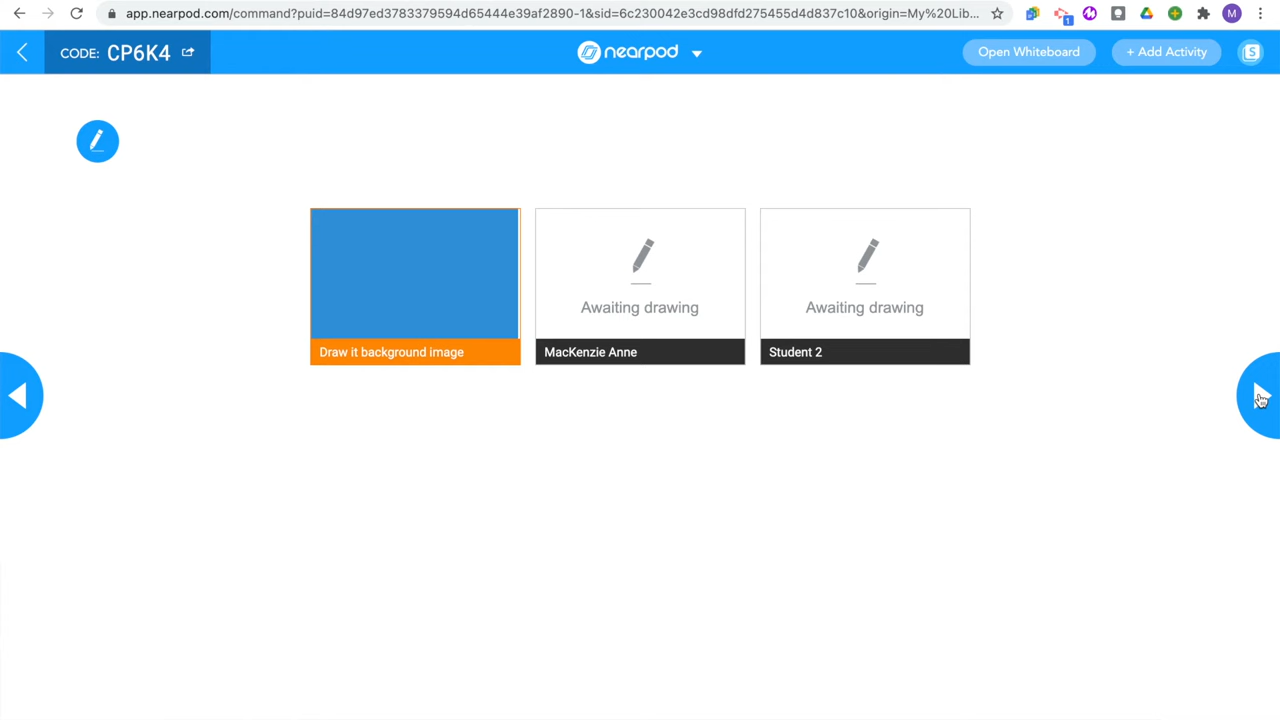 app.nearpod.com/command?puid=84d97ed3783379594d65444e39af2890-1&sid=6c230042e3cd98dfd275455d4d837c10&origin=My%20Lib...
1
M
CODE: CP6K4
nearpod
Open Whiteboard
+ Add Activity
S
Awaiting drawing
Awaiting drawing
Draw it background image
MacKenzie Anne
Student 2